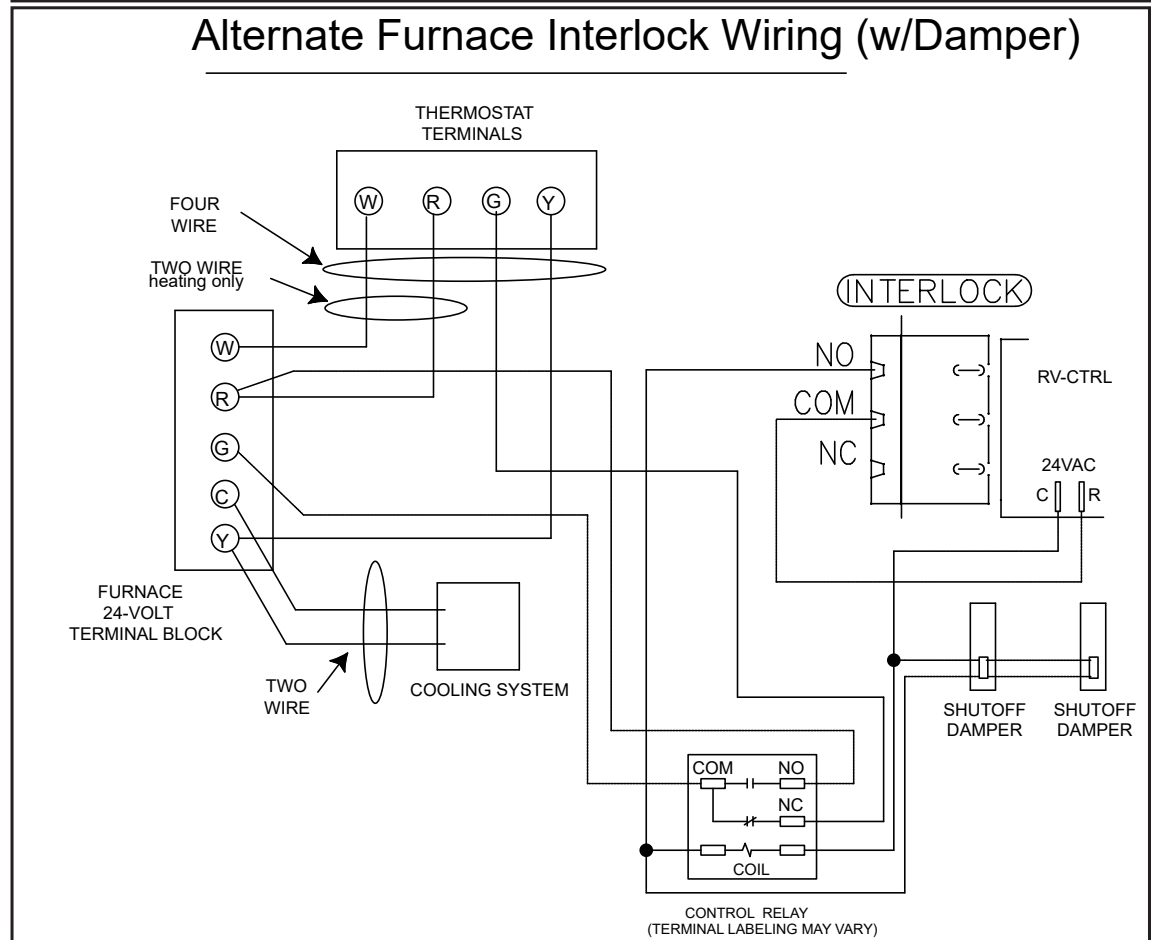 Alternate Furnace Interlock Wiring (w/Damper)
THERMOSTAT
TERMINALS
W R G Y
FOUR
WIRE
TWO WIRE
heating only
W
R
G
C
Y
FURNACE
24-VOLT
TERMINAL BLOCK
TWO
WIRE
COOLING SYSTEM
INTERLOCK
NO
COM
NC
RV-CTRL
24VAC
C R
SHUTOFF
DAMPER
SHUTOFF
DAMPER
COM NO
NC
COIL
CONTROL RELAY
(TERMINAL LABELING MAY VARY)